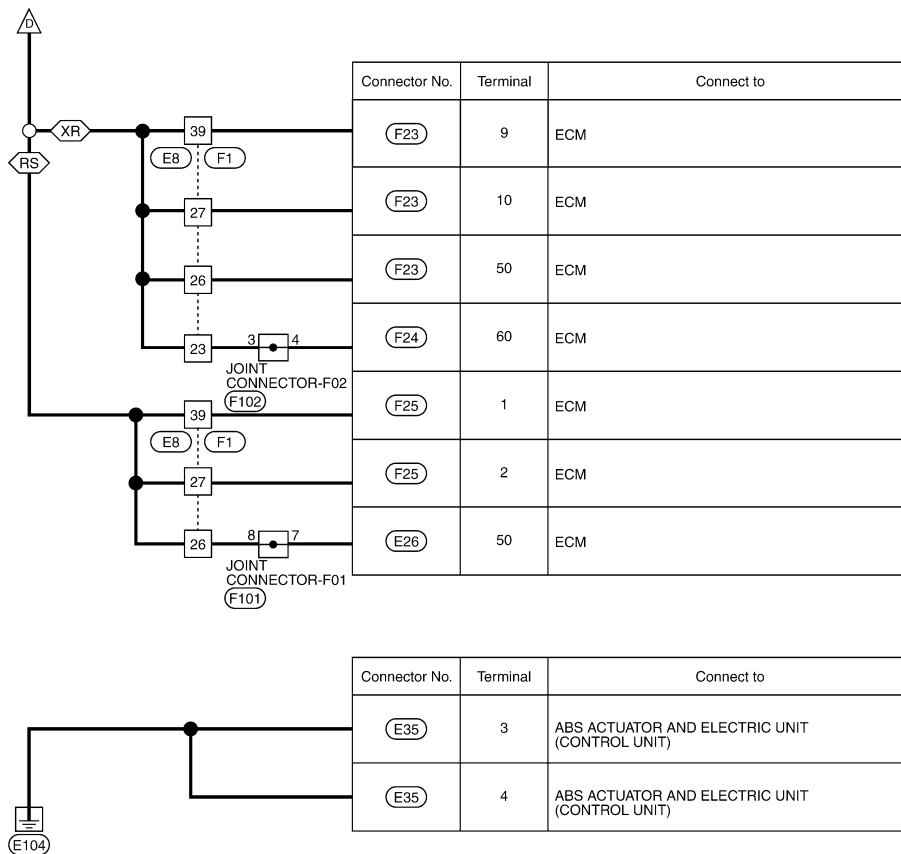 D
Connector No. Terminal Connect to
XR 39 F23 9 ECM
E8 F1
RS
27 F23 10 ECM
26 F23 50 ECM
23 3 4 F24 60 ECM
JOINT
CONNECTOR-F02
F102
39 F25 1 ECM
E8 F1
27 F25 2 ECM
26 8 7 E26 50 ECM
JOINT
CONNECTOR-F01
F101
Connector No. Terminal Connect to
E35 3 ABS ACTUATOR AND ELECTRIC UNIT
(CONTROL UNIT)
E35 4 ABS ACTUATOR AND ELECTRIC UNIT
(CONTROL UNIT)
E104